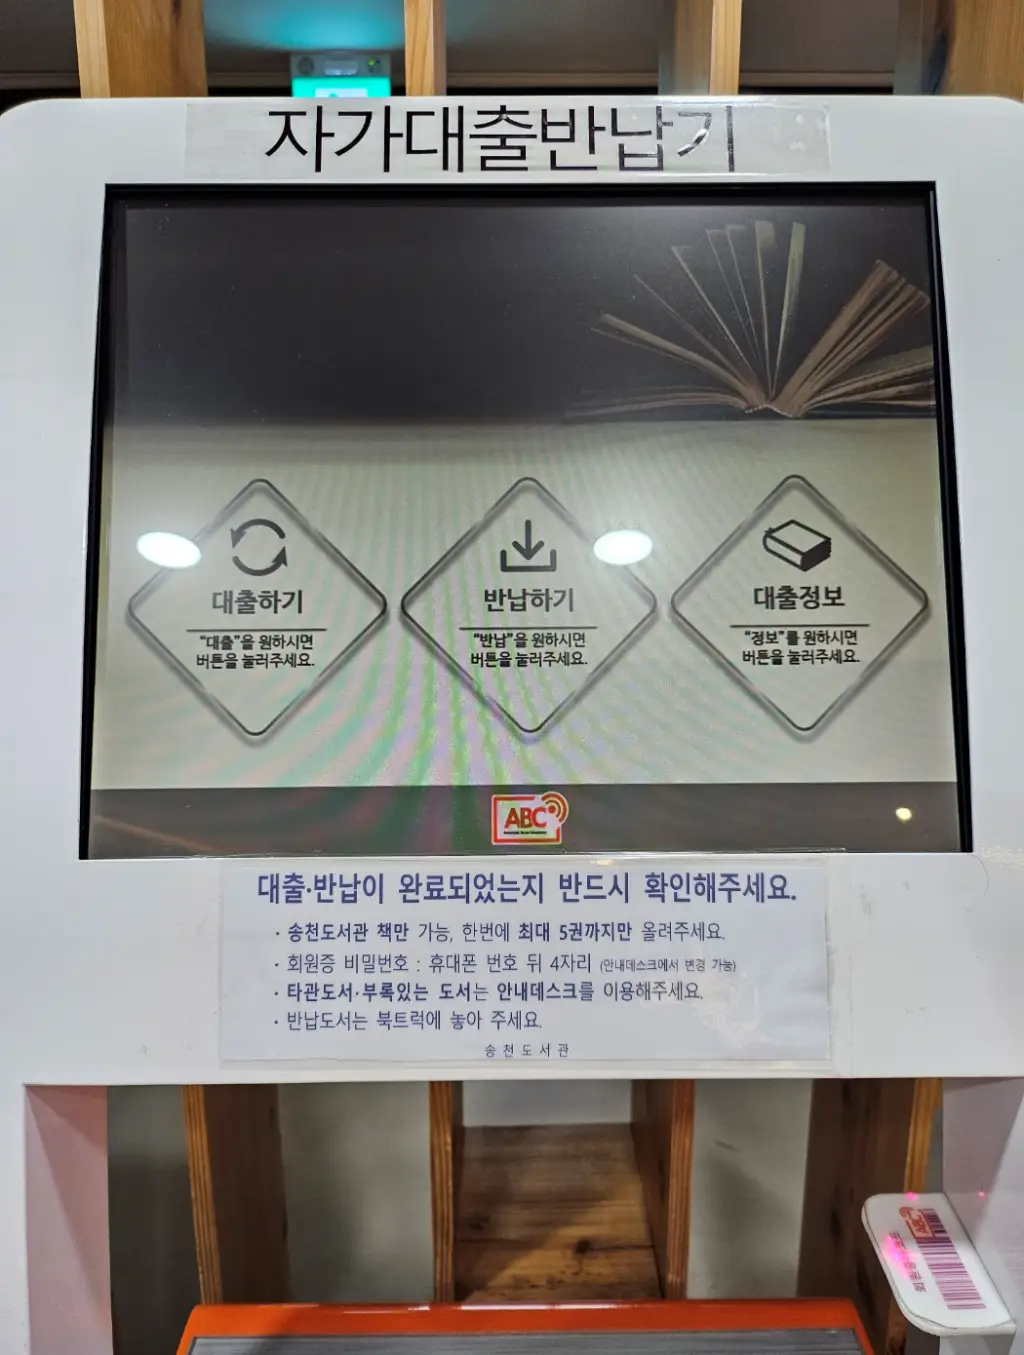 자가대출반납기
대출하기
"대출"을 원하시면
버튼을 눌러주세요.
반납하기
"반납"을 원하시면
버튼을 눌러주세요.
대출정보
"정보"를 원하시면
버튼을 눌러주세요.
ABC
대출·반납이 완료되었는지 반드시 확인해주세요.
· 송천도서관 책만 가능, 한번에 최대 5권까지만 올려주세요.
· 회원증 비밀번호 : 휴대폰 번호 뒤 4자리 (안내데스크에서 변경 가능)
· 타관도서·부록있는 도서는 안내데스크를 이용해주세요.
· 반납도서는 북트럭에 놓아 주세요.
송천도서관
ABC